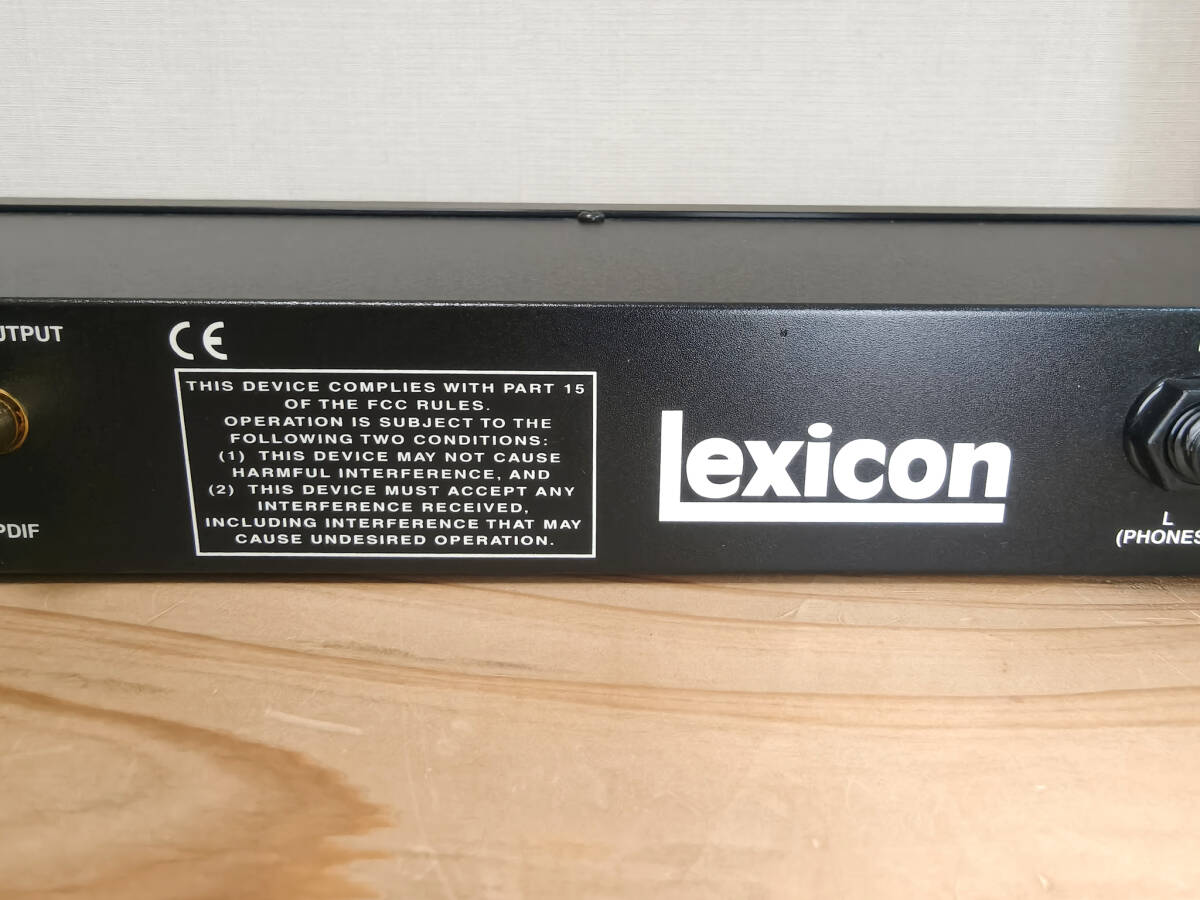 CE
THIS DEVICE COMPLIES WITH PART 15
OF THE FCC RULES.
OPERATION IS SUBJECT TO THE
FOLLOWING TWO CONDITIONS:
(1) THIS DEVICE MAY NOT CAUSE
HARMFUL INTERFERENCE, AND
(2) THIS DEVICE MUST ACCEPT ANY
INTERFERENCE RECEIVED,
INCLUDING INTERFERENCE THAT MAY
CAUSE UNDESIRED OPERATION.
Lexicon
L
(PHONES